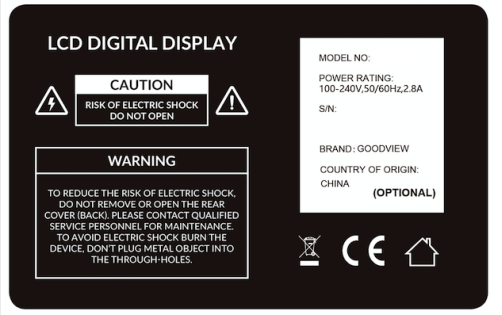 LCD DIGITAL DISPLAY
CAUTION
RISK OF ELECTRIC SHOCK
DO NOT OPEN
WARNING
TO REDUCE THE RISK OF ELECTRIC SHOCK,
DO NOT REMOVE OR OPEN THE REAR
COVER (BACK). PLEASE CONTACT QUALIFIED
SERVICE PERSONNEL FOR MAINTENANCE.
TO AVOID ELECTRIC SHOCK BURN THE
DEVICE, DON'T PLUG METAL OBJECT INTO
THE THROUGH-HOLES.
MODEL NO:
POWER RATING:
100-240V,50/60Hz,2.8A
S/N:
BRAND: GOODVIEW
COUNTRY OF ORIGIN:
CHINA
(OPTIONAL)
CE